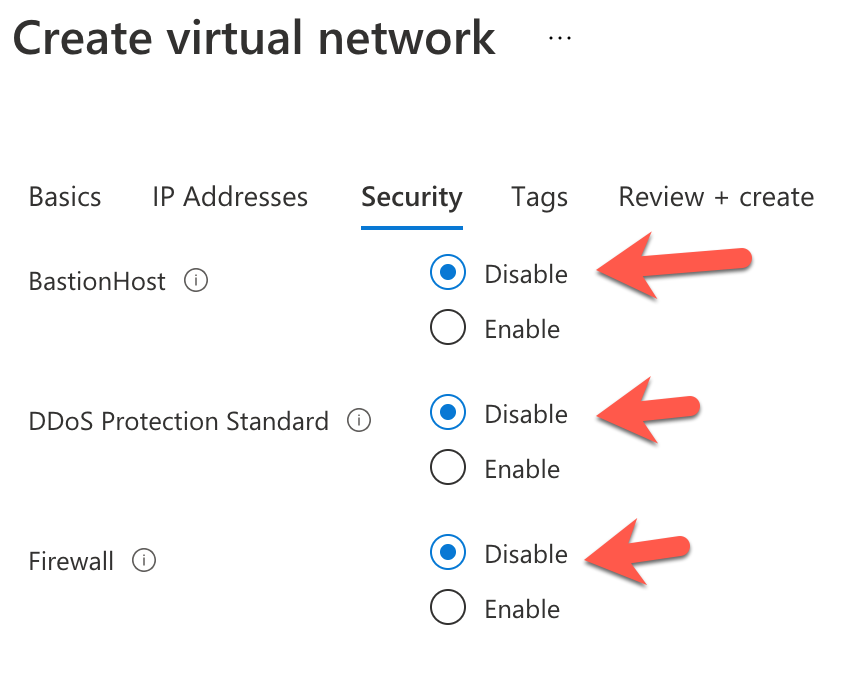 Create virtual network ...
Basics IP Addresses Security Tags Review + create
BastionHost Disable
Enable
DDoS Protection Standard Disable
Enable
Firewall Disable
Enable